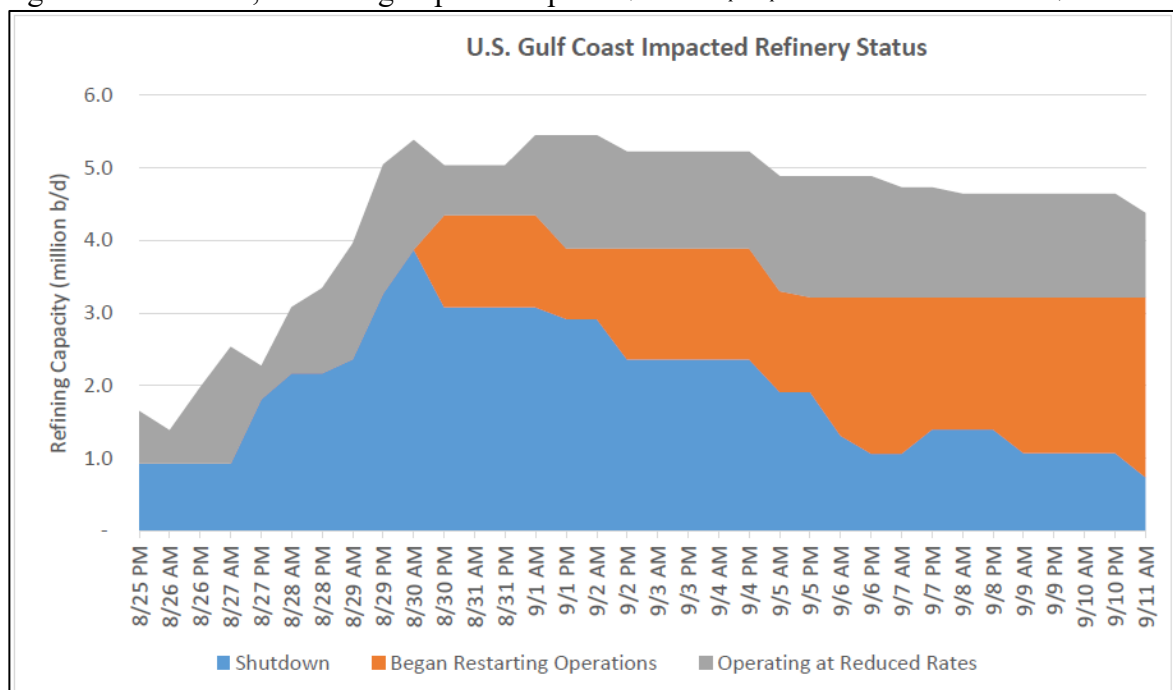 U.S. Gulf Coast Impacted Refinery Status
Refining Capacity (million b/d)
6.0
5.0
4.0
3.0
2.0
1.0
-
8/25 PM
8/26 AM
8/26 PM
8/27 AM
8/27 PM
8/28 AM
8/28 PM
8/29 AM
8/29 PM
8/30 AM
8/30 PM
8/31 AM
8/31 PM
9/1 AM
9/1 PM
9/2 AM
9/2 PM
9/3 AM
9/3 PM
9/4 AM
9/4 PM
9/5 AM
9/5 PM
9/6 AM
9/6 PM
9/7 AM
9/7 PM
9/8 AM
9/8 PM
9/9 AM
9/9 PM
9/10 AM
9/10 PM
9/11 AM
Shutdown
Began Restarting Operations
Operating at Reduced Rates